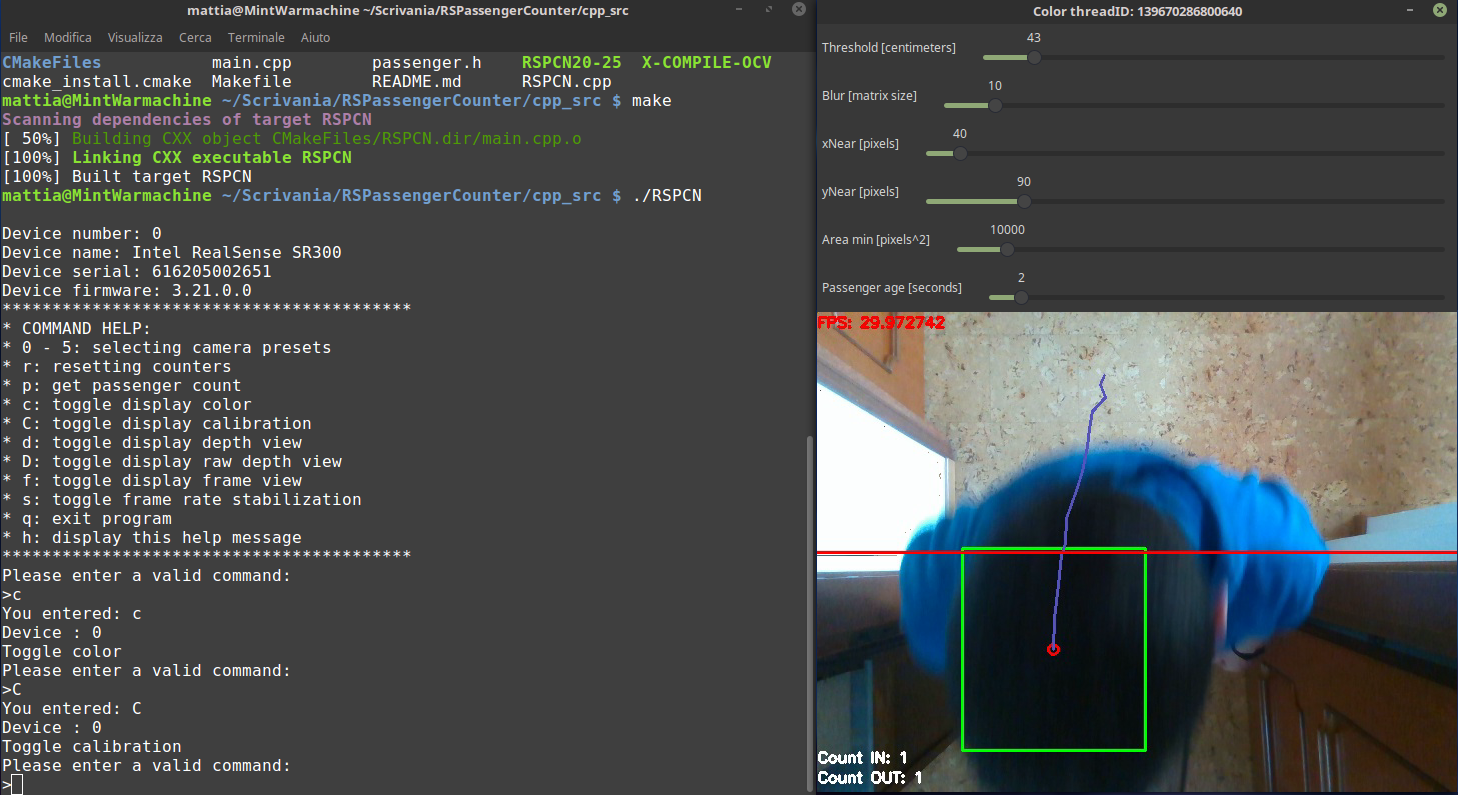 mattia@MintWarmachine ~/Scrivania/RSPassengerCounter/cpp_src
File Modifica Visualizza Cerca Terminale Aiuto
CMakeFiles main.cpp passenger.h RSPCN20-25 X-COMPILE-OCV
cmake_install.cmake Makefile README.md RSPCN.cpp
mattia@MintWarmachine ~/Scrivania/RSPassengerCounter/cpp_src $ make
Scanning dependencies of target RSPCN
[ 50%] Building CXX object CMakeFiles/RSPCN.dir/main.cpp.o
[100%] Linking CXX executable RSPCN
[100%] Built target RSPCN
mattia@MintWarmachine ~/Scrivania/RSPassengerCounter/cpp_src $ ./RSPCN
Device number: 0
Device name: Intel RealSense SR300
Device serial: 616205002651
Device firmware: 3.21.0.0
*****************************************
* COMMAND HELP:
* 0 - 5: selecting camera presets
* r: resetting counters
* p: get passenger count
* c: toggle display color
* C: toggle display calibration
* d: toggle display depth view
* D: toggle display raw depth view
* f: toggle display frame view
* s: toggle frame rate stabilization
* q: exit program
* h: display this help message
*****************************************
Please enter a valid command:
>c
You entered: c
Device : 0
Toggle color
Please enter a valid command:
>C
You entered: C
Device : 0
Toggle calibration
Please enter a valid command:
>
Color threadID: 139670286800640
Threshold [centimeters] 43
Blur [matrix size] 10
xNear [pixels] 40
yNear [pixels] 90
Area min [pixels^2] 10000
Passenger age [seconds] 2
FPS: 29.972742
Count IN: 1
Count OUT: 1